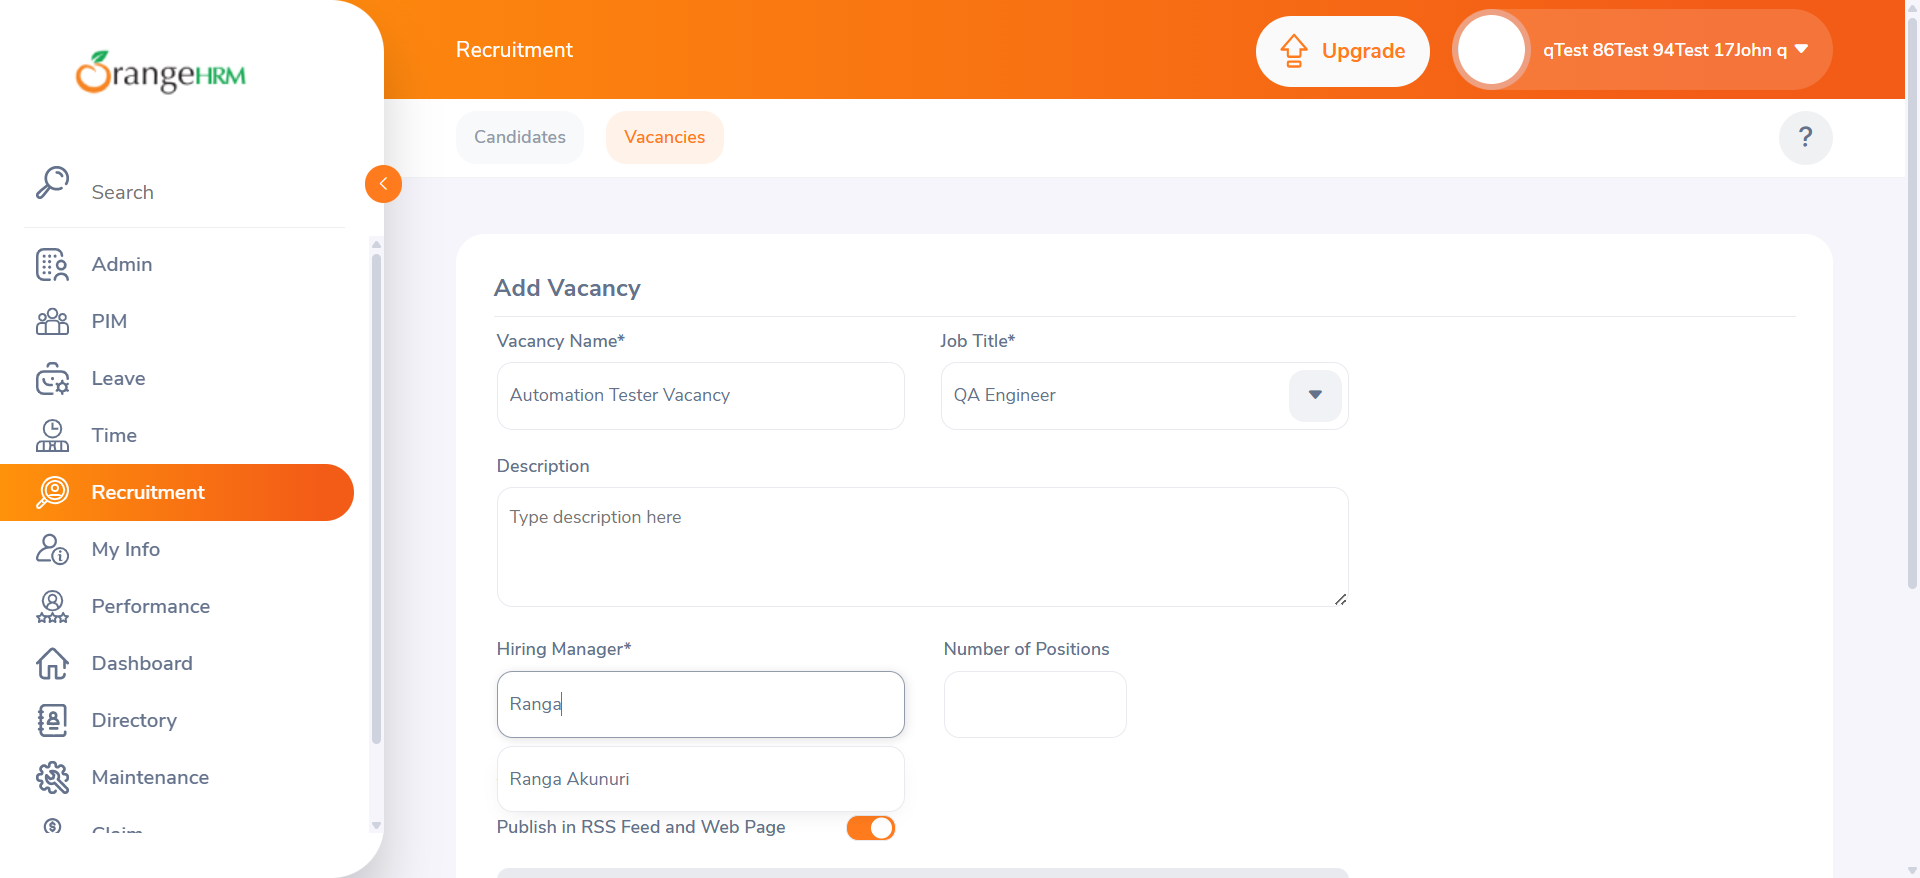 OrangeHRM
Recruitment
Upgrade
qTest 86Test 94Test 17John q
Candidates
Vacancies
?
Search
Admin
PIM
Leave
Time
Recruitment
My Info
Performance
Dashboard
Directory
Maintenance
Claim
Add Vacancy
Vacancy Name*
Job Title*
Automation Tester Vacancy
QA Engineer
Description
Type description here
Hiring Manager*
Number of Positions
Ranga
Ranga Akunuri
Publish in RSS Feed and Web Page